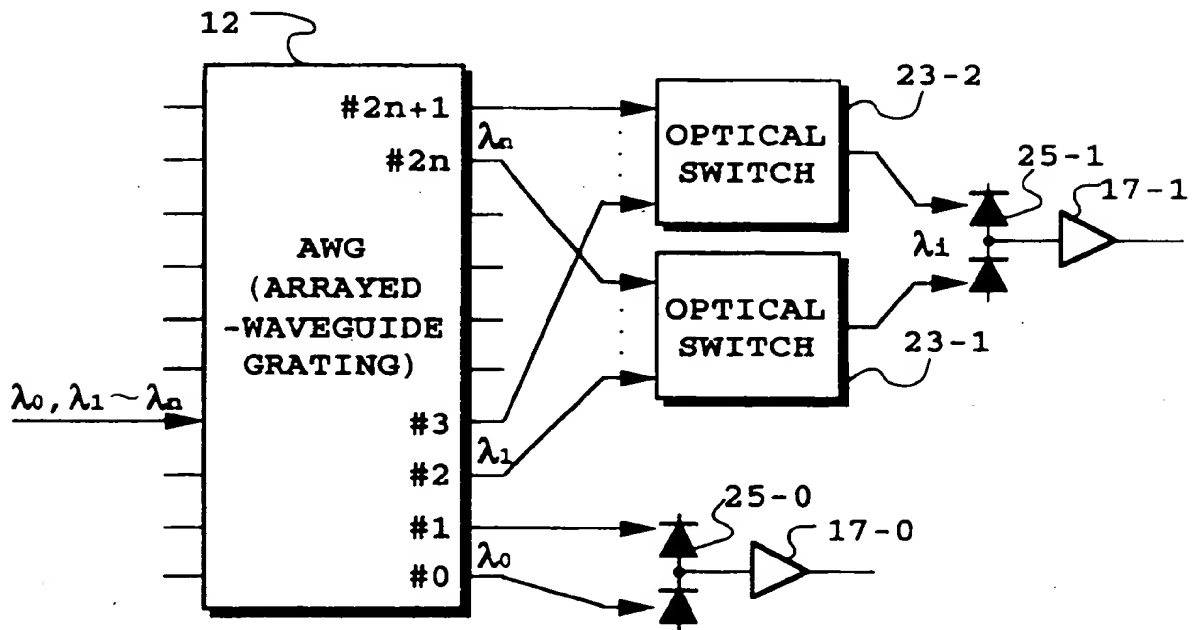 12
#2n+1
λn
#2n
OPTICAL
SWITCH
23-2
25-1
17-1
AWG
(ARRAYED
-WAVEGUIDE
GRATING)
λi
OPTICAL
SWITCH
23-1
λ0, λ1~λn
#3
λ1
#2
#1
λ0
#0
25-0
17-0